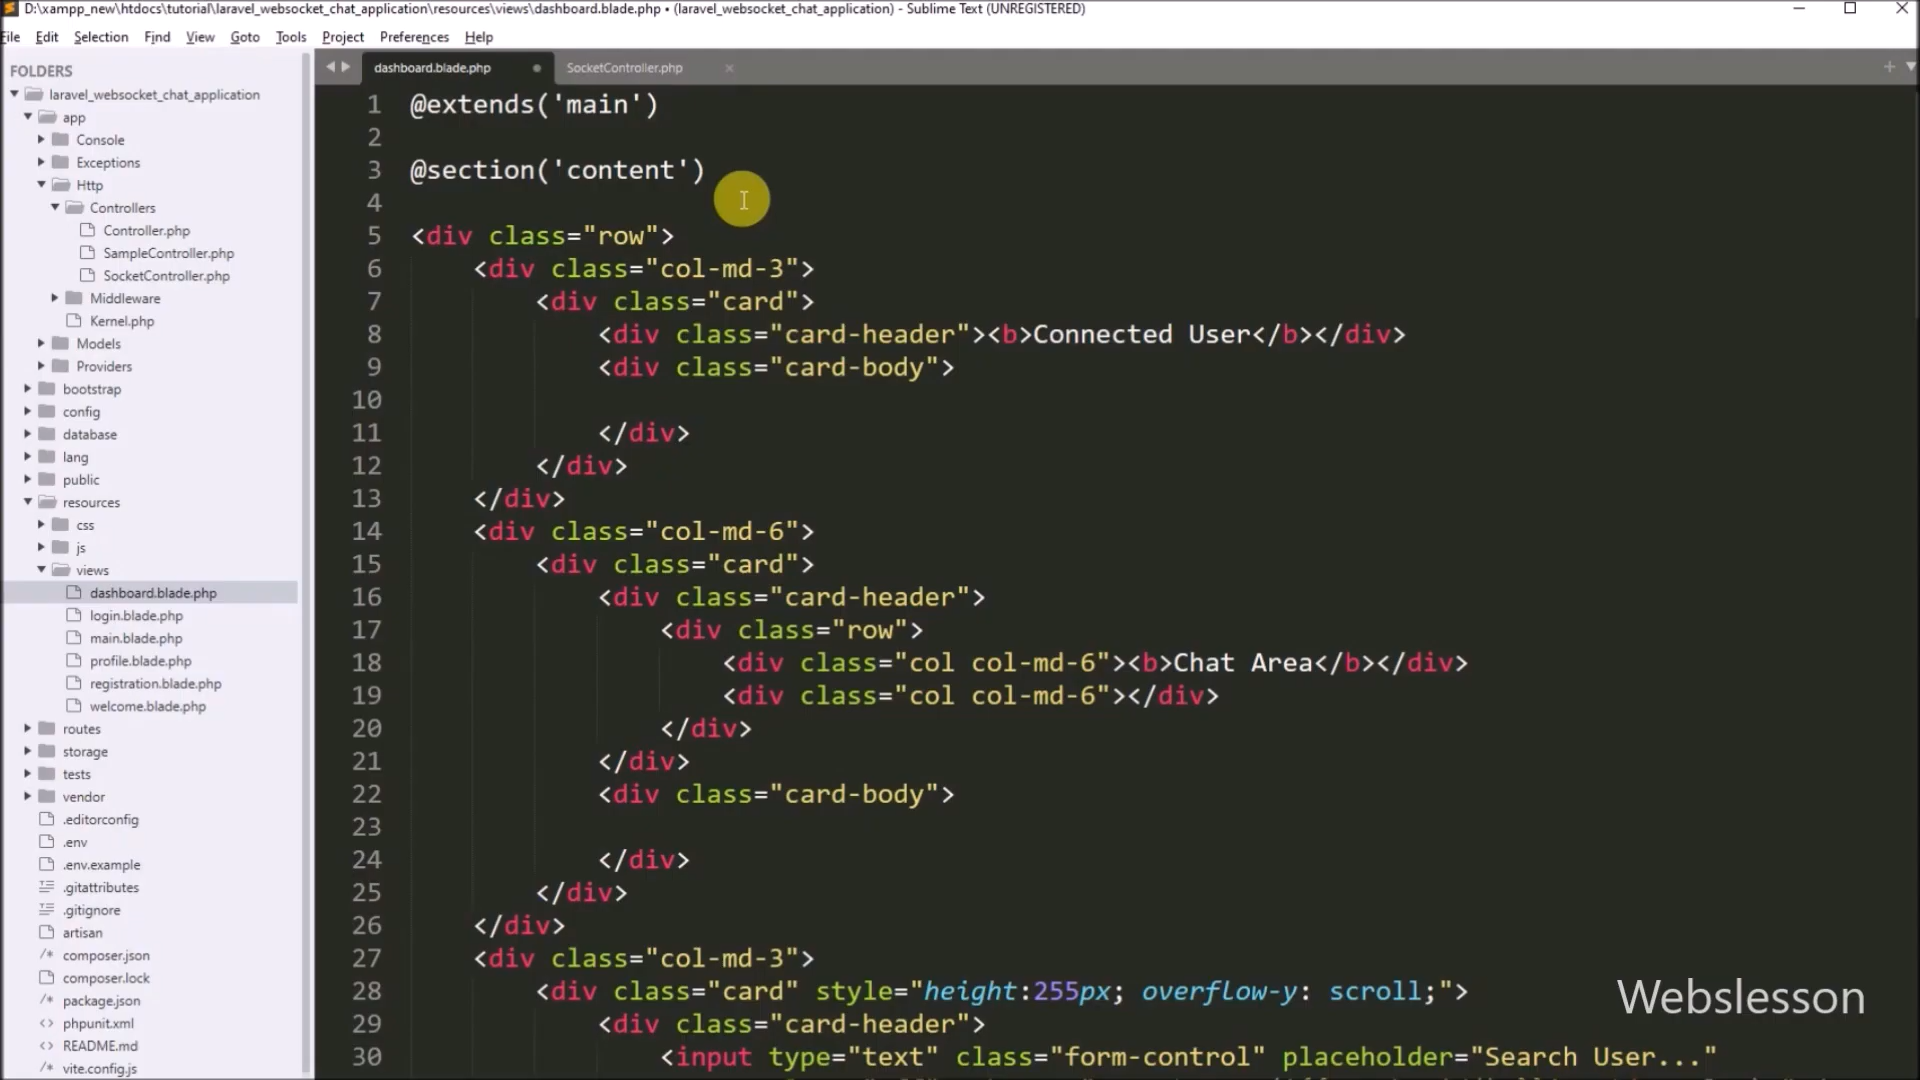 D:\xampp_new\htdocs\tutorial\laravel_websocket_chat_application\resources\views\dashboard.blade.php • (laravel_websocket_chat_application) - Sublime Text (UNREGISTERED)
File Edit Selection Find View Goto Tools Project Preferences Help
FOLDERS
laravel_websocket_chat_application
app
Console
Exceptions
Http
Controllers
Controller.php
SampleController.php
SocketController.php
Middleware
Kernel.php
Models
Providers
bootstrap
config
database
lang
public
resources
css
js
views
dashboard.blade.php
login.blade.php
main.blade.php
profile.blade.php
registration.blade.php
welcome.blade.php
routes
storage
tests
vendor
.editorconfig
.env
.env.example
.gitattributes
.gitignore
artisan
composer.json
composer.lock
package.json
phpunit.xml
README.md
vite.config.js
dashboard.blade.php SocketController.php
1 @extends('main')
2
3 @section('content')
4
5 <div class="row">
6 <div class="col-md-3">
7 <div class="card">
8 <div class="card-header"><b>Connected User</b></div>
9 <div class="card-body">
10
11 </div>
12 </div>
13 </div>
14 <div class="col-md-6">
15 <div class="card">
16 <div class="card-header">
17 <div class="row">
18 <div class="col col-md-6"><b>Chat Area</b></div>
19 <div class="col col-md-6"></div>
20 </div>
21 </div>
22 <div class="card-body">
23
24 </div>
25 </div>
26 </div>
27 <div class="col-md-3">
28 <div class="card" style="height:255px; overflow-y: scroll;">
29 <div class="card-header">
30 <input type="text" class="form-control" placeholder="Search User..."
Webslesson